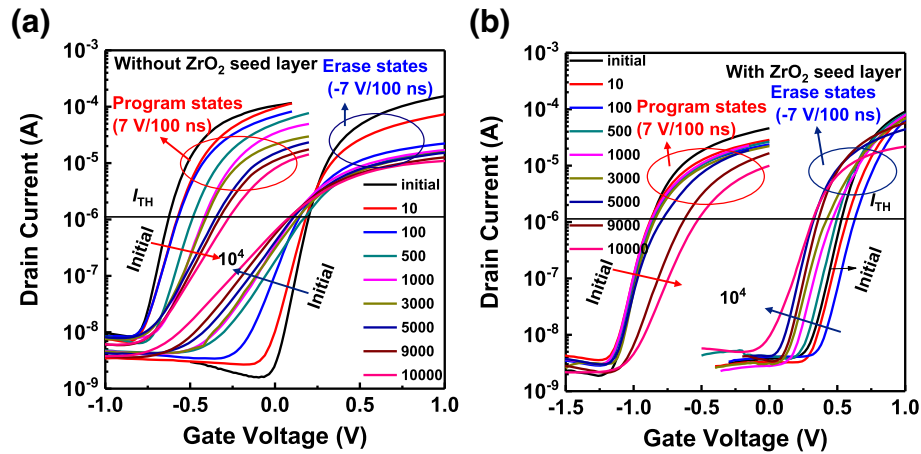 (a)
Drain Current (A)
10⁻³
10⁻⁴
10⁻⁵
10⁻⁶
10⁻⁷
10⁻⁸
10⁻⁹
Without ZrO₂ seed layer
Erase states
(-7 V/100 ns)
Program states
(7 V/100 ns)
I_TH
Initial
10⁴
Initial
initial
10
100
500
1000
3000
5000
9000
10000
-1.0
-0.5
0.0
0.5
1.0
Gate Voltage (V)
(b)
Drain Current (A)
10⁻³
10⁻⁴
10⁻⁵
10⁻⁶
10⁻⁷
10⁻⁸
10⁻⁹
initial
10
100
500
1000
3000
5000
9000
10000
With ZrO₂ seed layer
Erase states
(-7 V/100 ns)
Program states
(7 V/100 ns)
I_TH
Initial
10⁴
Initial
-1.5
-1.0
-0.5
0.0
0.5
1.0
Gate Voltage (V)